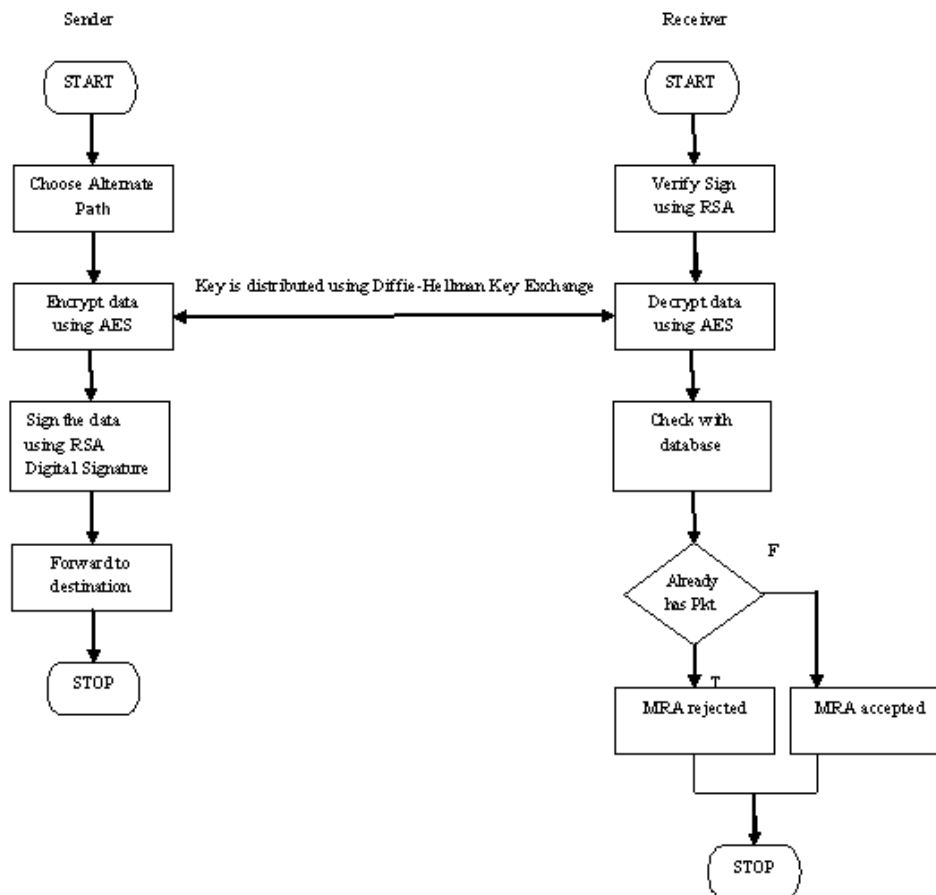 Sender
START
Choose Alternate
Path
Encrypt data
using AES
Sign the data
using RSA
Digital Signature
Forward to
destination
STOP
Key is distributed using Diffie-Hellman Key Exchange
Receiver
START
Verify Sign
using RSA
Decrypt data
using AES
Check with
database
Already
has Pkt
F
T
MRA rejected
MRA accepted
STOP